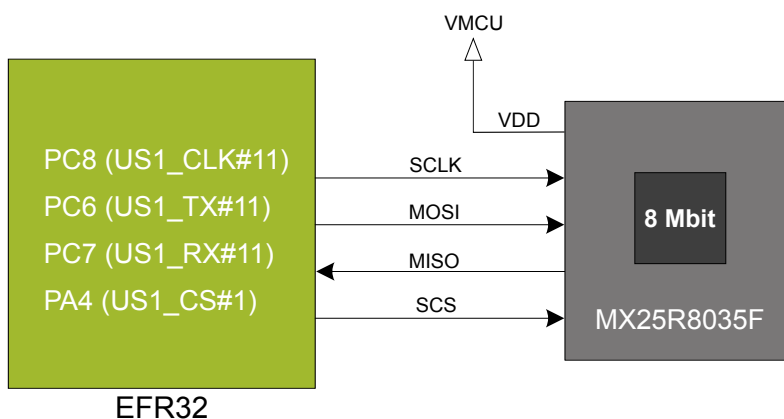 VMCU
VDD
PC8 (US1_CLK#11)
SCLK
PC6 (US1_TX#11)
MOSI
8 Mbit
PC7 (US1_RX#11)
MISO
PA4 (US1_CS#1)
SCS
MX25R8035F
EFR32